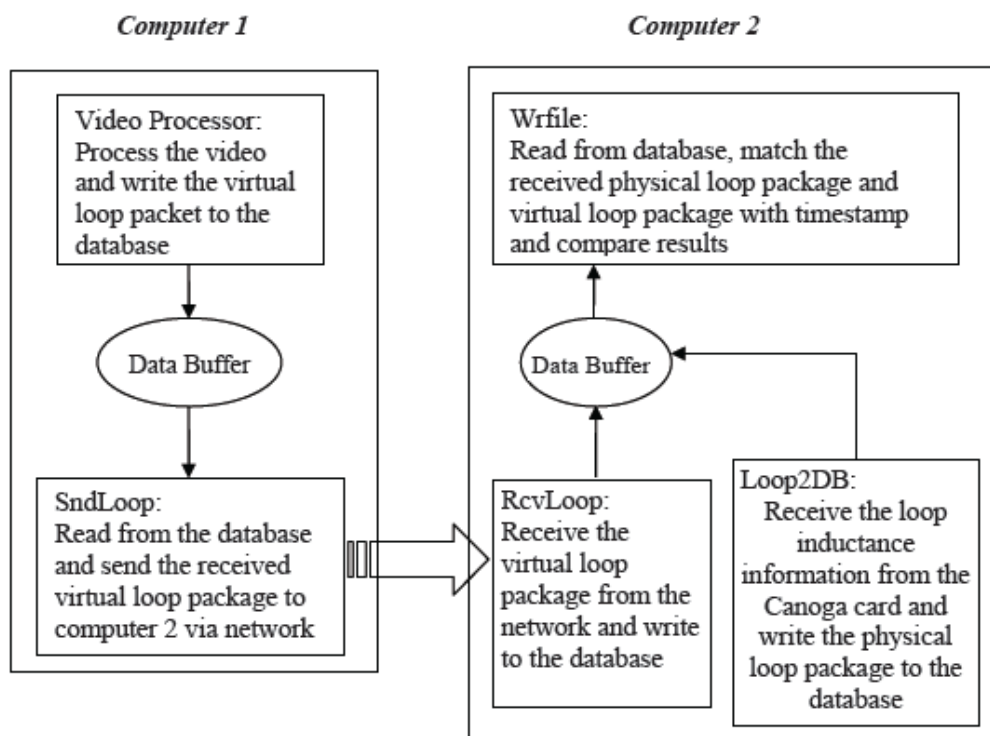 Computer 1
Video Processor:
Process the video
and write the virtual
loop packet to the
database
Data Buffer
SndLoop:
Read from the database
and send the received
virtual loop package to
computer 2 via network
Computer 2
Wrfile:
Read from database, match the
received physical loop package and
virtual loop package with timestamp
and compare results
Data Buffer
RcvLoop:
Receive the
virtual loop
package from the
network and write
to the database
Loop2DB:
Receive the loop
inductance
information from the
Canoga card and
write the physical
loop package to the
database